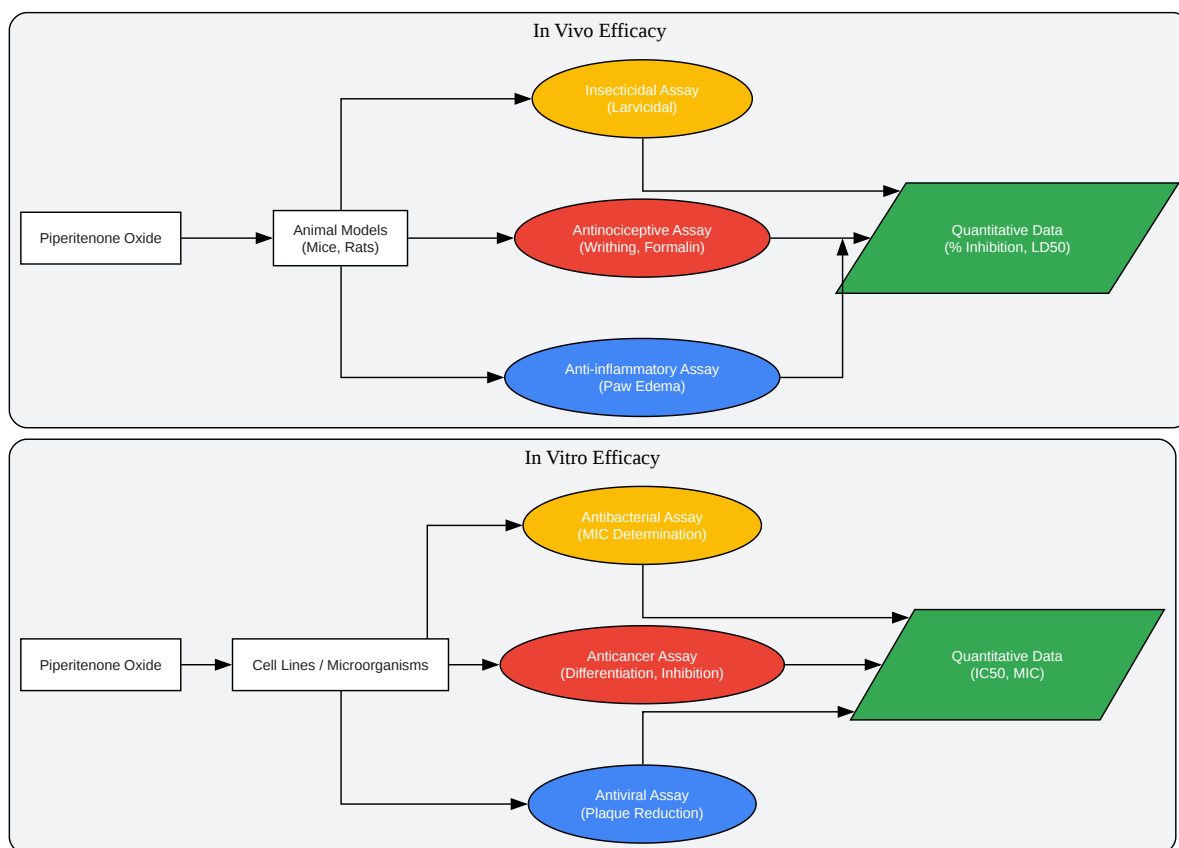 In Vivo Efficacy
Insecticidal Assay
(Larvicidal)
Piperitenone Oxide
Animal Models
(Mice, Rats)
Antinociceptive Assay
(Writhing, Formalin)
Quantitative Data
(% Inhibition, LD50)
Anti-inflammatory Assay
(Paw Edema)
In Vitro Efficacy
Antibacterial Assay
(MIC Determination)
Piperitenone Oxide
Cell Lines / Microorganisms
Anticancer Assay
(Differentiation, Inhibition)
Quantitative Data
(IC50, MIC)
Antiviral Assay
(Plaque Reduction)